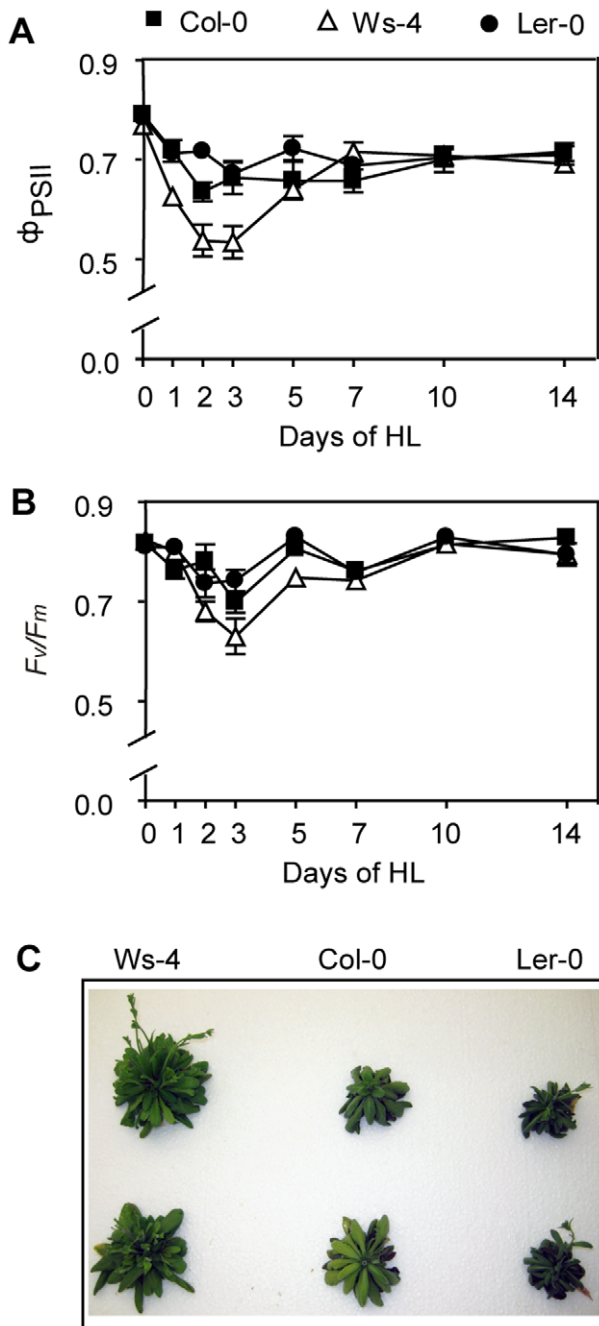 A
Col-0 Ws-4 Ler-0
0.9
0.7
0.5
0.0
ϕPSII
0 1 2 3 5 7 10 14
Days of HL
B
0.9
0.7
0.5
0.0
Fv/Fm
0 1 2 3 5 7 10 14
Days of HL
C
Ws-4 Col-0 Ler-0